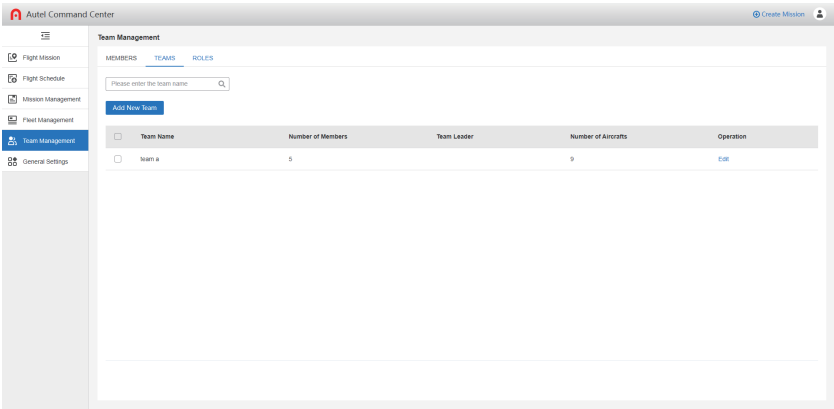 Autel Command Center
Create Mission
Team Management
Flight Mission
Flight Schedule
Mission Management
Fleet Management
Team Management
General Settings
MEMBERS TEAMS ROLES
Please enter the team name
Add New Team
Team Name Number of Members Team Leader Number of Aircrafts Operation
team a 5 9 Edit